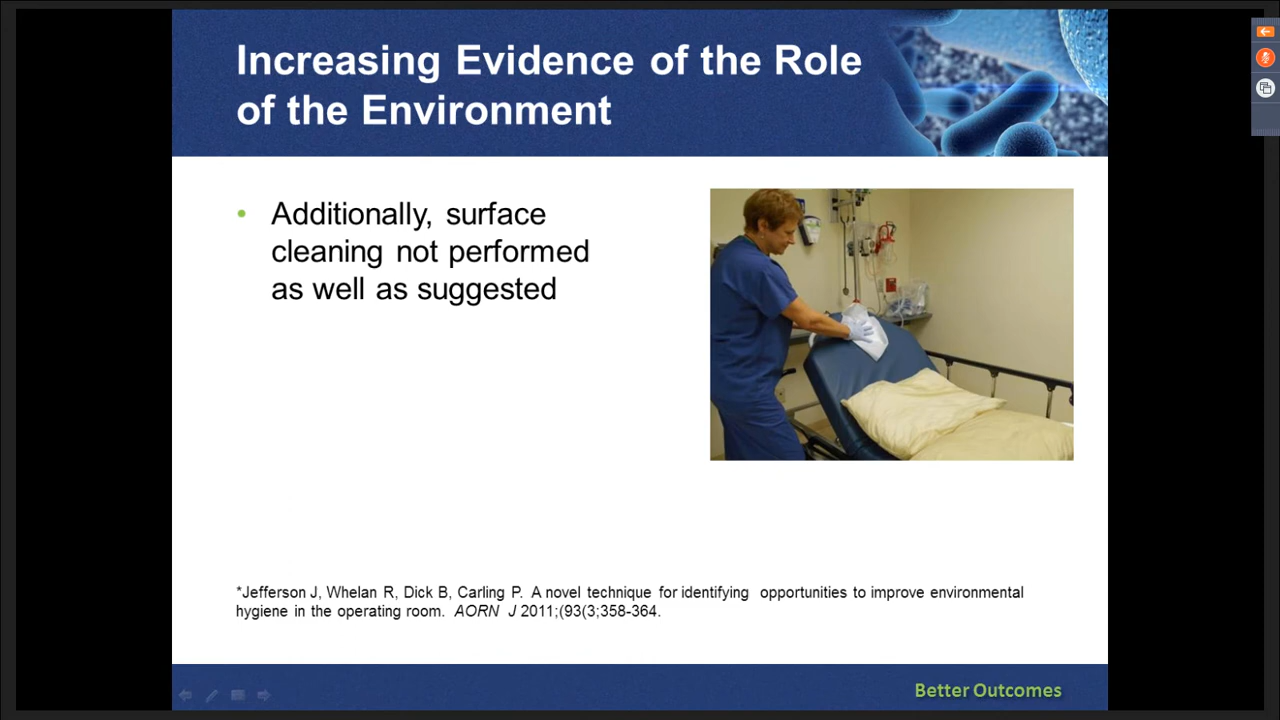 Increasing Evidence of the Role
of the Environment
• Additionally, surface
cleaning not performed
as well as suggested
*Jefferson J, Whelan R, Dick B, Carling P. A novel technique for identifying opportunities to improve environmental
hygiene in the operating room. AORN J 2011;(93(3;358-364.
Better Outcomes